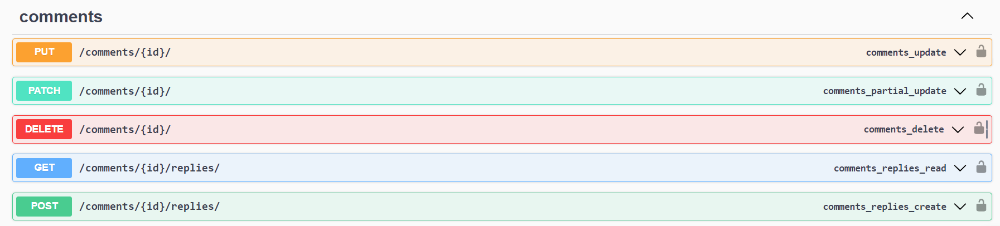 comments
PUT /comments/{id}/ comments_update
PATCH /comments/{id}/ comments_partial_update
DELETE /comments/{id}/ comments_delete
GET /comments/{id}/replies/ comments_replies_read
POST /comments/{id}/replies/ comments_replies_create